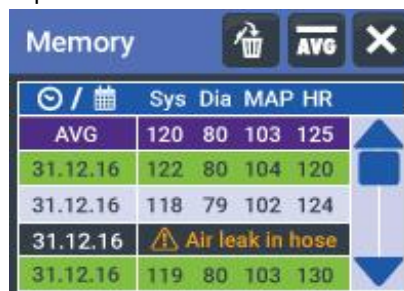 Memory AVG
/ Sys Dia MAP HR
AVG 120 80 103 125
31.12.16 122 80 104 120
31.12.16 118 79 102 124
31.12.16 Air leak in hose
31.12.16 119 80 103 130